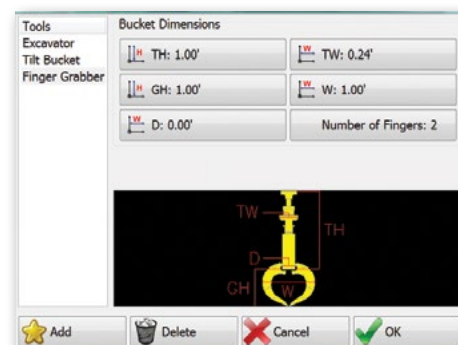 Tools
Excavator
Tilt Bucket
Finger Grabber
Bucket Dimensions
H TH: 1.00'
W TW: 0.24'
H GH: 1.00'
W W: 1.00'
W D: 0.00'
Number of Fingers: 2
TW
TH
D
GH
W
Add
Delete
Cancel
OK